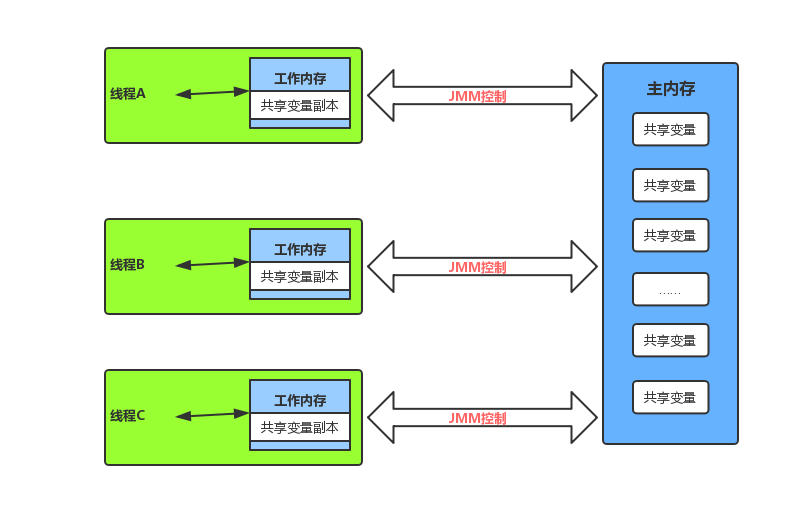 线程A
工作内存
共享变量副本
JMM控制
线程B
工作内存
共享变量副本
JMM控制
线程C
工作内存
共享变量副本
JMM控制
主内存
共享变量
共享变量
共享变量
……
共享变量
共享变量